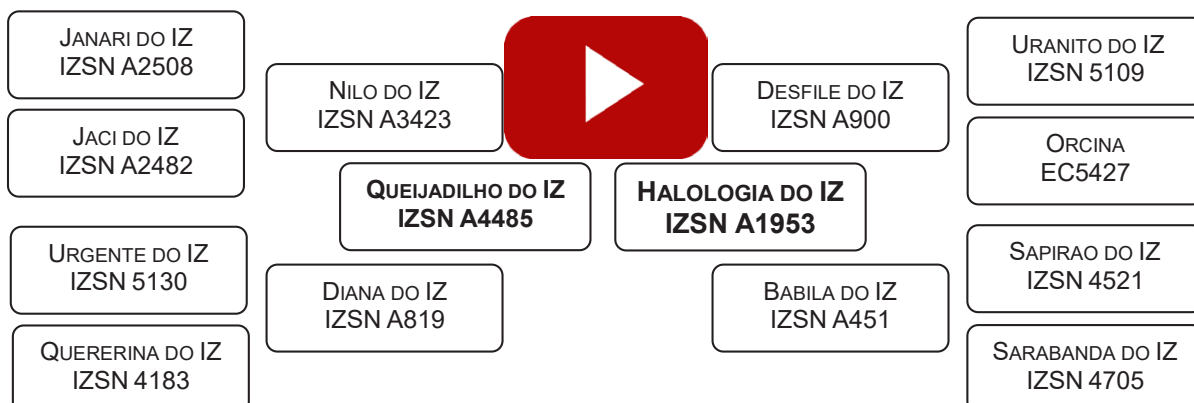 JANARI DO IZ
IZSN A2508
JACI DO IZ
IZSN A2482
URGENTE DO IZ
IZSN 5130
QUERERINA DO IZ
IZSN 4183
NILO DO IZ
IZSN A3423
DIANA DO IZ
IZSN A819
QUEIJADILHO DO IZ
IZSN A4485
HALOLOGIA DO IZ
IZSN A1953
DESFILE DO IZ
IZSN A900
BABILA DO IZ
IZSN A451
URANITO DO IZ
IZSN 5109
ORCINA
EC5427
SAPIRAO DO IZ
IZSN 4521
SARABANDA DO IZ
IZSN 4705